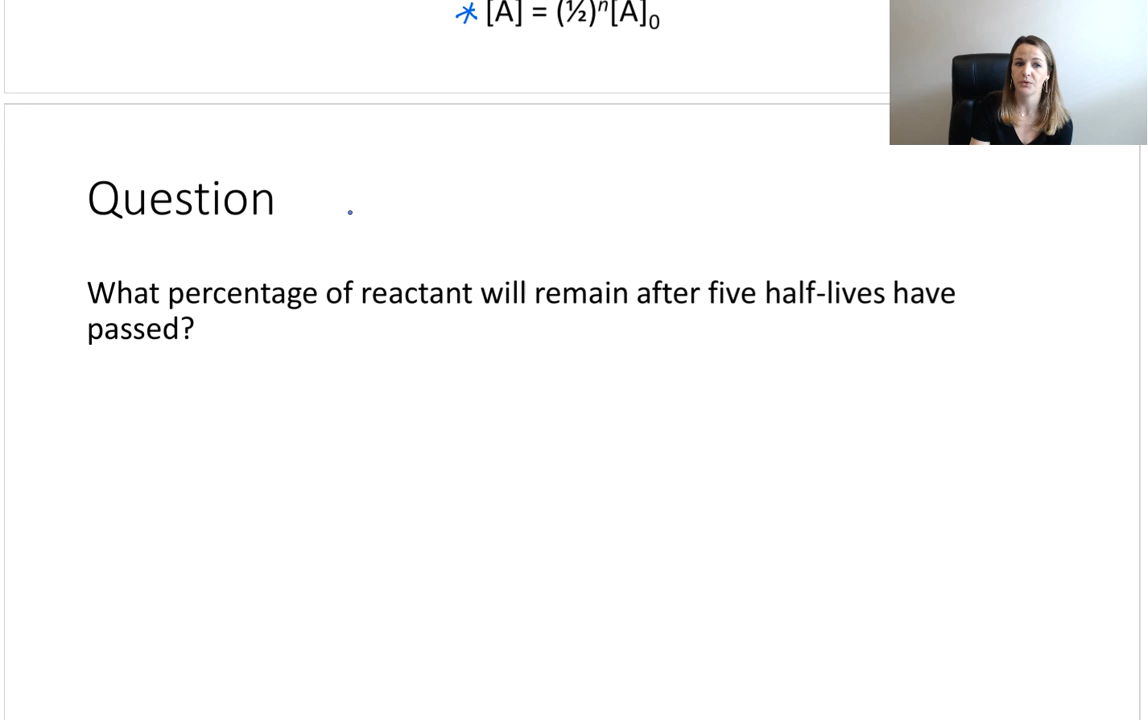 * [A] = (½)ⁿ[A]₀
Question
What percentage of reactant will remain after five half-lives have
passed?